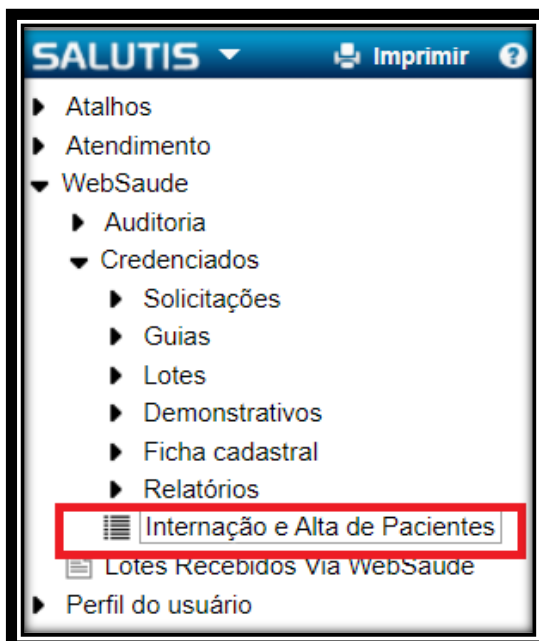 SALUTIS Imprimir ?
Atalhos
Atendimento
WebSaude
Auditoria
Credenciados
Solicitações
Guias
Lotes
Demonstrativos
Ficha cadastral
Relatórios
Internação e Alta de Pacientes
Lotes Recebidos Via WebSaude
Perfil do usuário